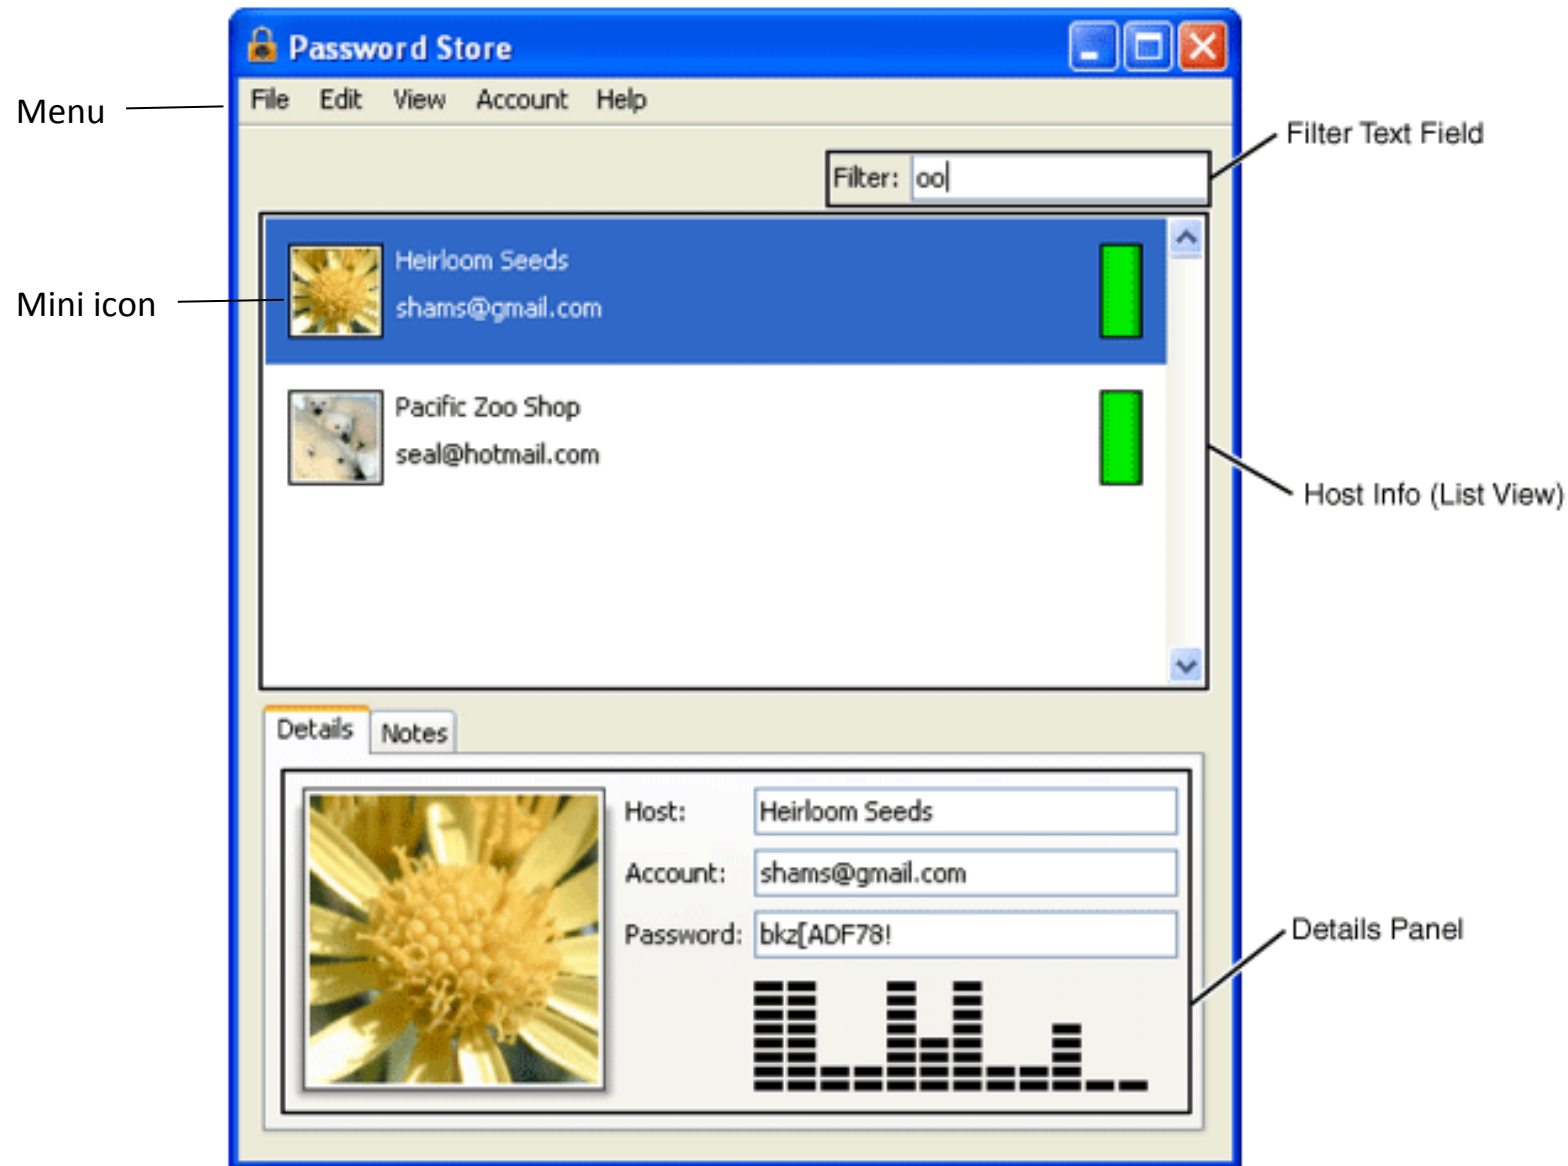 Password Store
File Edit View Account Help
Menu
Filter Text Field
Filter: oo
Heirloom Seeds
shams@gmail.com
Mini icon
Pacific Zoo Shop
seal@hotmail.com
Host Info (List View)
Details Notes
Host: Heirloom Seeds
Account: shams@gmail.com
Password: bkz[ADF78!
Details Panel